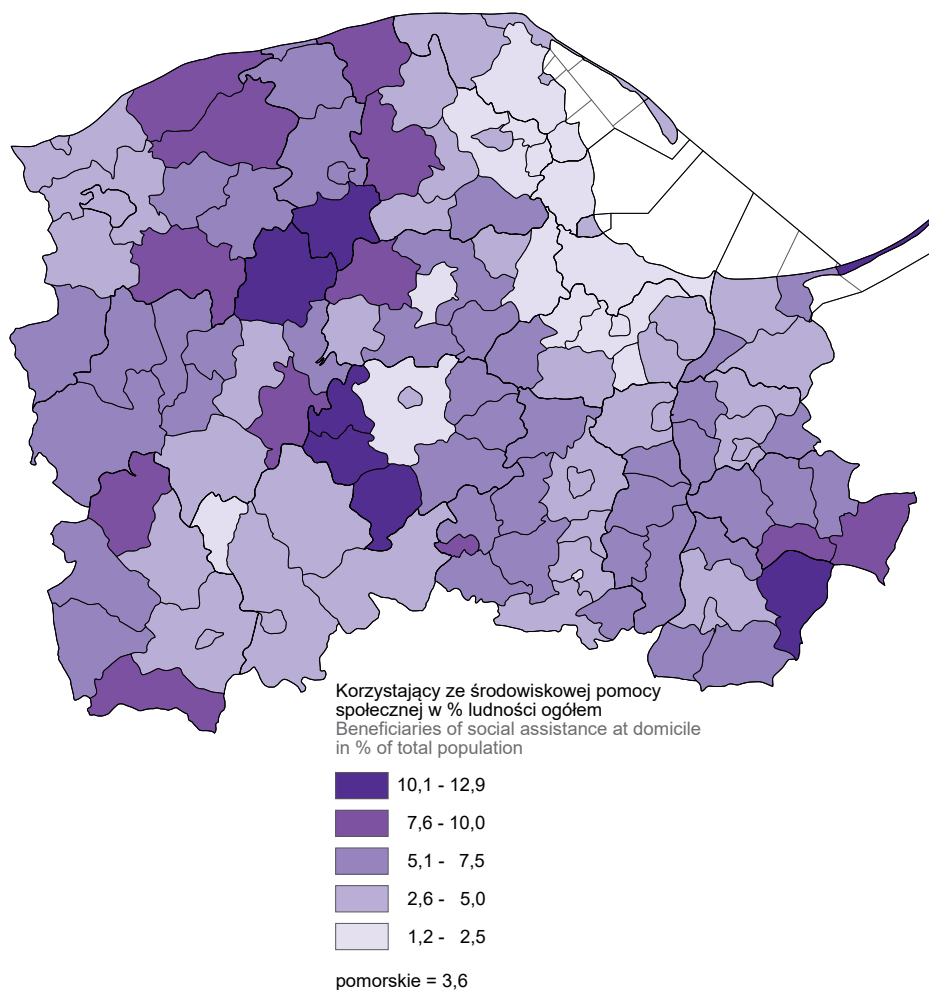 Korzystający ze środowiskowej pomocy
społecznej w % ludności ogółem
Beneficiaries of social assistance at domicile
in % of total population
10,1 - 12,9
7,6 - 10,0
5,1 - 7,5
2,6 - 5,0
1,2 - 2,5
pomorskie = 3,6